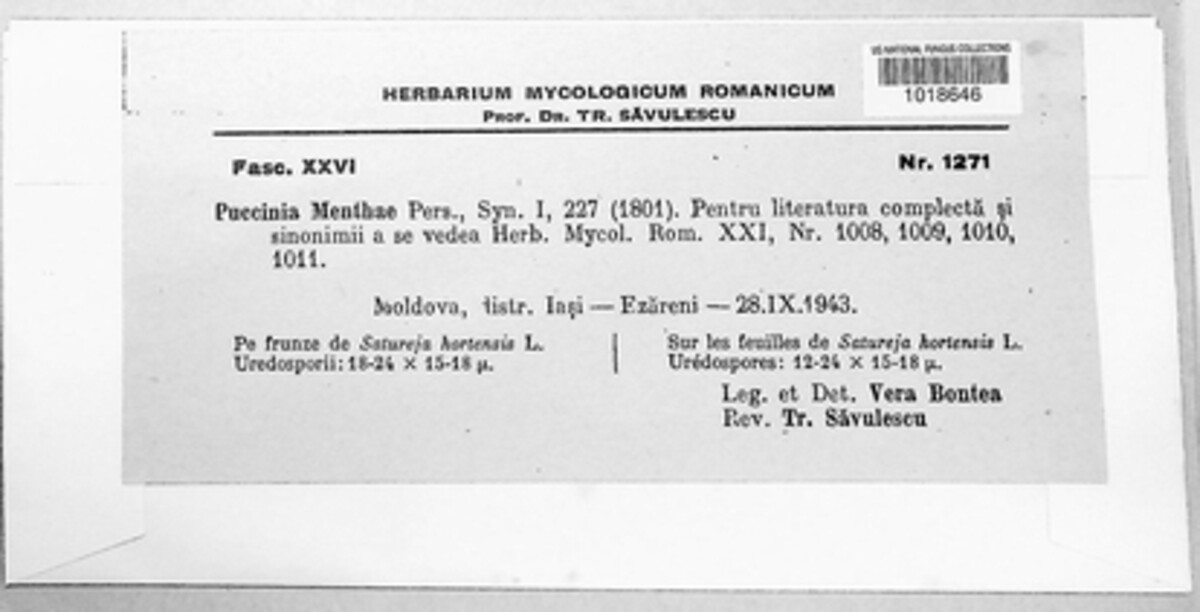 US NATIONAL FUNGUS COLLECTIONS
1018646
HERBARIUM MYCOLOGICUM ROMANICUM
PROF. DR. TR. SĂVULESCU
Fasc. XXVI
Nr. 1271
Puccinia Menthae Pers., Syn. I, 227 (1801). Pentru literatura complectă și
sinonimii a se vedea Herb. Mycol. Rom. XXI, Nr. 1008, 1009, 1010,
1011.
Moldova, distr. Iași — Ezăreni — 28.IX.1943.
Pe frunze de Satureja hortensis L.
Uredosporii: 18-24 × 15-18 µ.
Sur les feuilles de Satureja hortensis L.
Urédospores: 12-24 × 15-18 µ.
Leg. et Det. Vera Bontea
Rev. Tr. Săvulescu